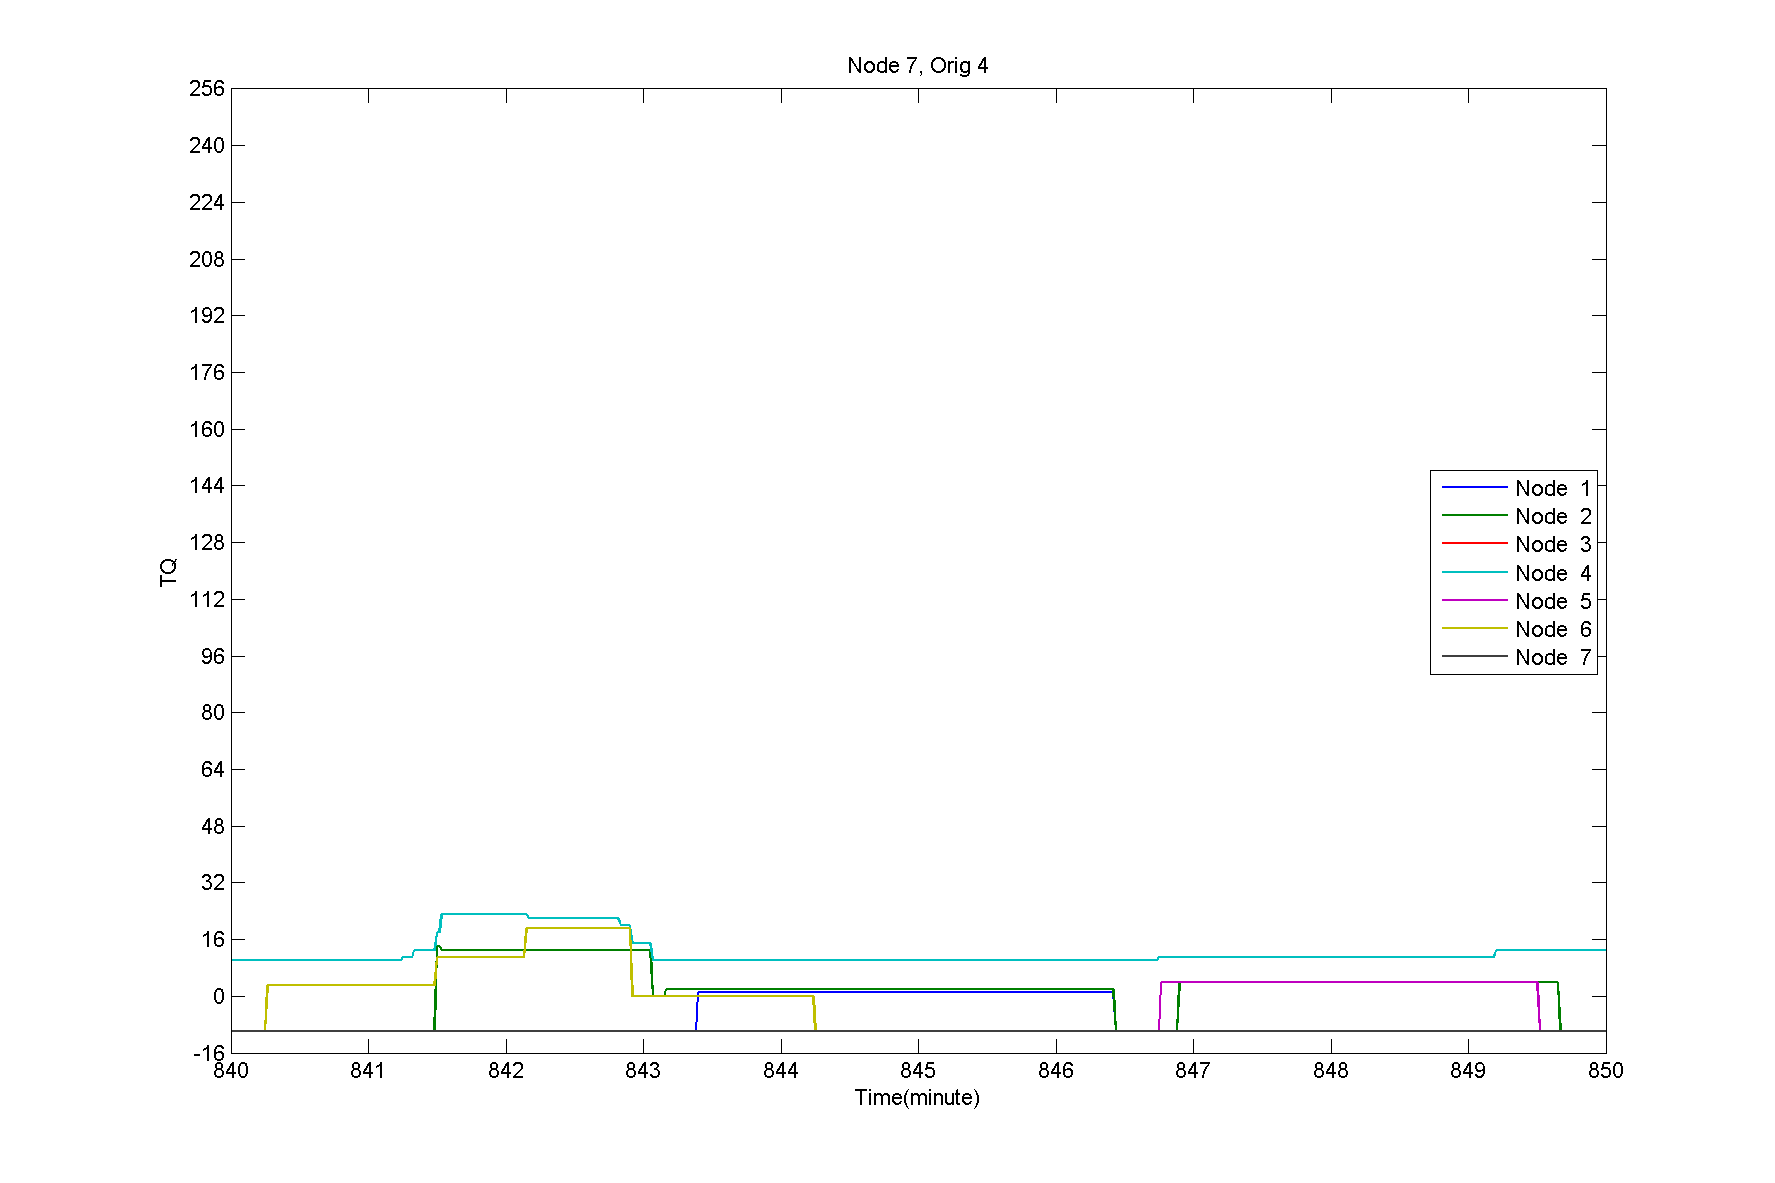 Node 7, Orig 4
256
240
224
208
192
176
160
144
128
112
96
80
64
48
32
16
0
-16
TQ
Node 1
Node 2
Node 3
Node 4
Node 5
Node 6
Node 7
840 841 842 843 844 845 846 847 848 849 850
Time(minute)